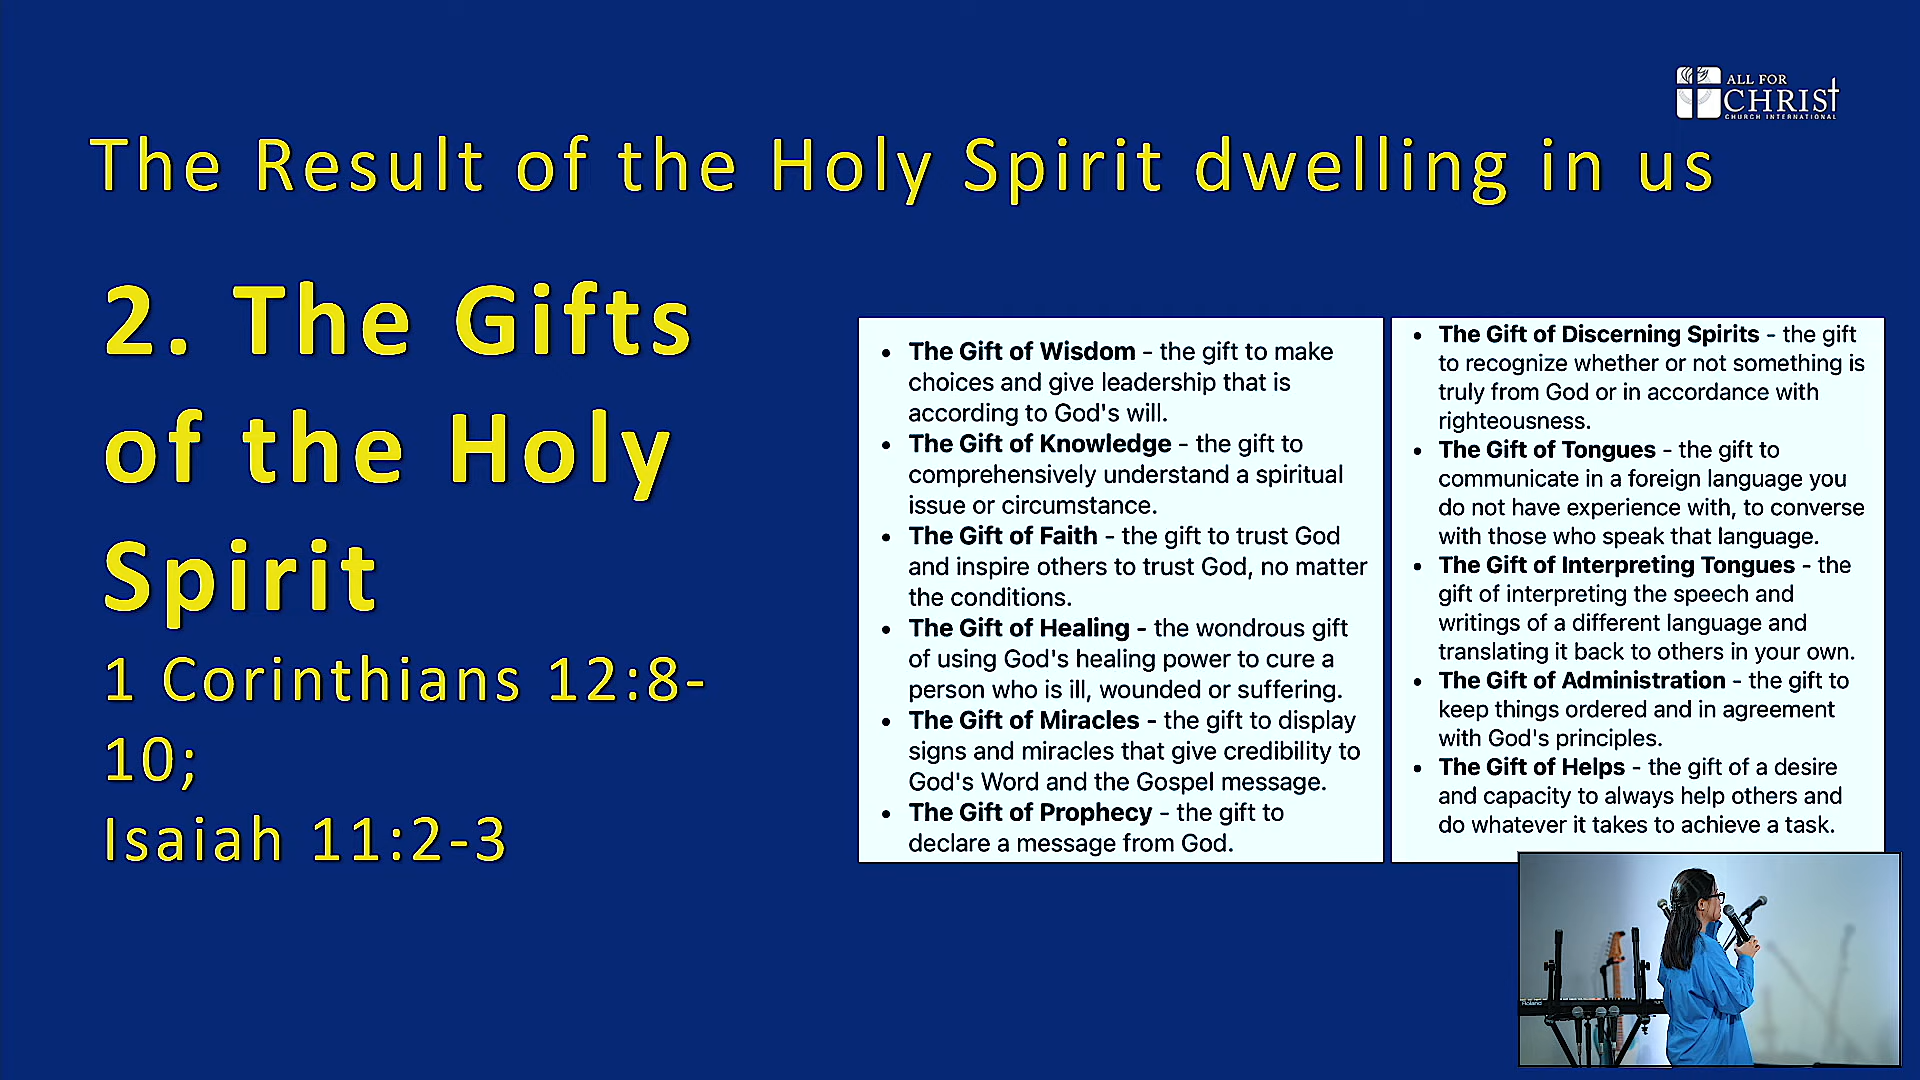 ALL FOR
CHRIST
CHURCH INTERNATIONAL
The Result of the Holy Spirit dwelling in us
2. The Gifts
of the Holy
Spirit
1 Corinthians 12:8-
10;
Isaiah 11:2-3
• The Gift of Wisdom - the gift to make
choices and give leadership that is
according to God's will.
• The Gift of Knowledge - the gift to
comprehensively understand a spiritual
issue or circumstance.
• The Gift of Faith - the gift to trust God
and inspire others to trust God, no matter
the conditions.
• The Gift of Healing - the wondrous gift
of using God's healing power to cure a
person who is ill, wounded or suffering.
• The Gift of Miracles - the gift to display
signs and miracles that give credibility to
God's Word and the Gospel message.
• The Gift of Prophecy - the gift to
declare a message from God.
• The Gift of Discerning Spirits - the gift
to recognize whether or not something is
truly from God or in accordance with
righteousness.
• The Gift of Tongues - the gift to
communicate in a foreign language you
do not have experience with, to converse
with those who speak that language.
• The Gift of Interpreting Tongues - the
gift of interpreting the speech and
writings of a different language and
translating it back to others in your own.
• The Gift of Administration - the gift to
keep things ordered and in agreement
with God's principles.
• The Gift of Helps - the gift of a desire
and capacity to always help others and
do whatever it takes to achieve a task.
Roland